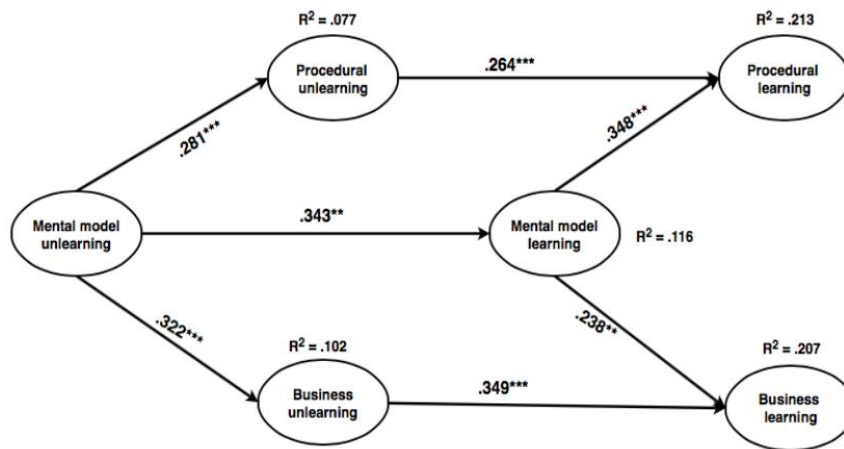 R² = .077
R² = .213
Procedural
unlearning
.264***
Procedural
learning
.281***
.348***
Mental model
unlearning
.343**
Mental model
learning
R² = .116
.322***
.238**
R² = .102
R² = .207
Business
unlearning
.349***
Business
learning